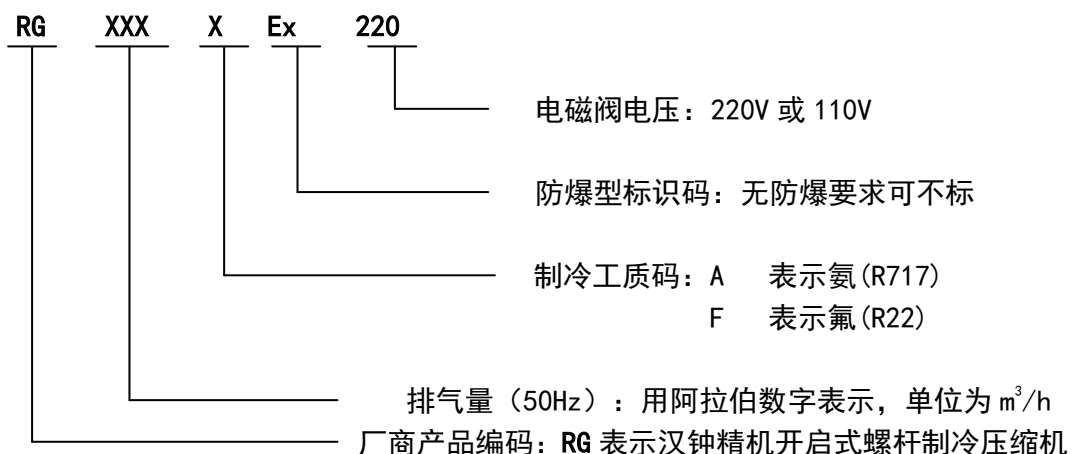 RG XXX X Ex 220
电磁阀电压：220V 或 110V
防爆型标识码：无防爆要求可不标
制冷工质码：A 表示氨(R717)
F 表示氟(R22)
排气量（50Hz）：用阿拉伯数字表示，单位为 m³/h
厂商产品编码：RG 表示汉钟精机开启式螺杆制冷压缩机